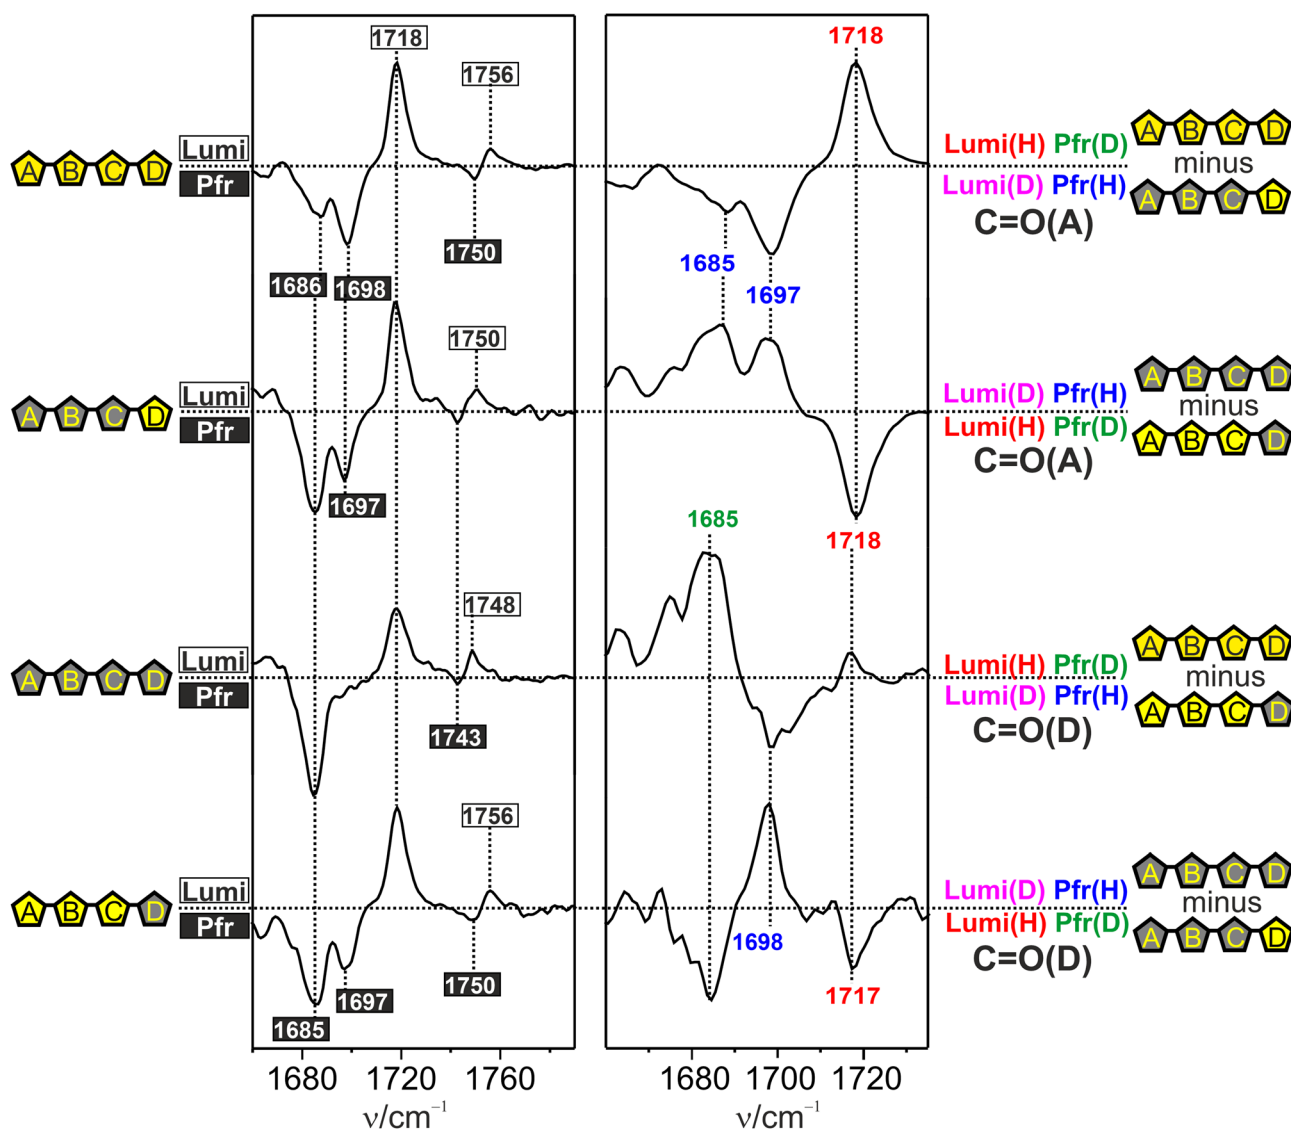 1718
1756
1718
A B C D
Lumi
Pfr
1750
1686
1698
Lumi(H) Pfr(D)
Lumi(D) Pfr(H)
C=O(A)
A B C D
minus
A B C D
1685
1697
A B C D
Lumi
Pfr
1750
1697
Lumi(D) Pfr(H)
Lumi(H) Pfr(D)
C=O(A)
A B C D
minus
A B C D
1685
1718
A B C D
Lumi
Pfr
1748
1743
Lumi(H) Pfr(D)
Lumi(D) Pfr(H)
C=O(D)
A B C D
minus
A B C D
A B C D
Lumi
Pfr
1756
1750
1697
1685
1698
1717
Lumi(D) Pfr(H)
Lumi(H) Pfr(D)
C=O(D)
A B C D
minus
A B C D
1680 1720 1760
ν/cm⁻¹
1680 1700 1720
ν/cm⁻¹